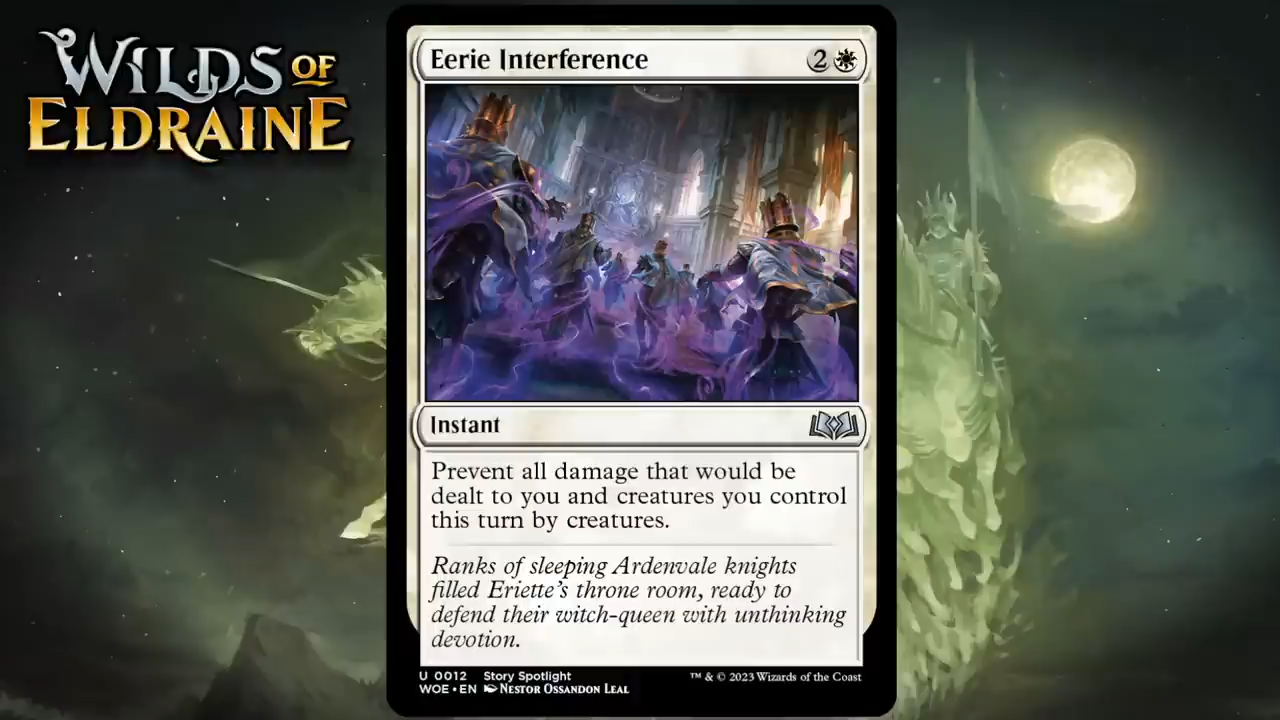 WILDS OF
ELDRAINE
Eerie Interference 2
Instant
Prevent all damage that would be
dealt to you and creatures you control
this turn by creatures.
Ranks of sleeping Ardenvale knights
filled Eriette's throne room, ready to
defend their witch-queen with unthinking
devotion.
U 0012 Story Spotlight ™ & © 2023 Wizards of the Coast
WOE • EN Nestor Ossandon Leal